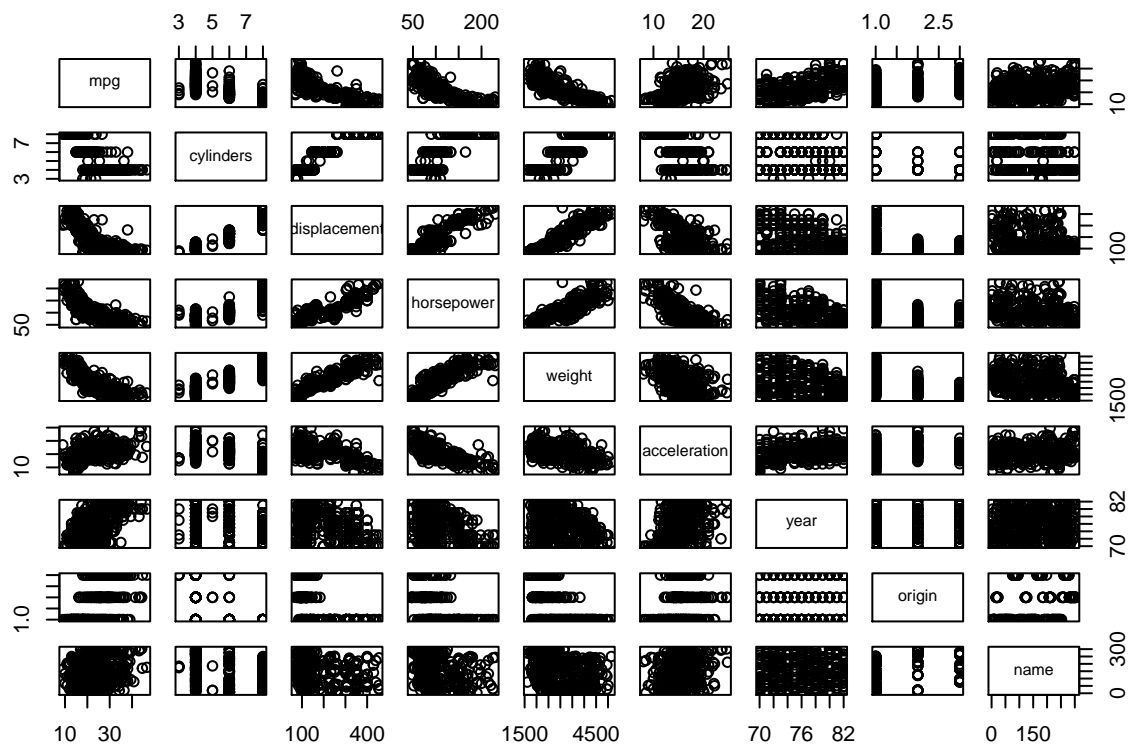 3 5 7 50 200 10 20 1.0 2.5
mpg 10
7 3 cylinders
displacement 100
50 horsepower
weight 1500
10 acceleration
year 82 70
1.0 origin
name 300 0
10 30 100 400 1500 4500 70 76 82 0 150